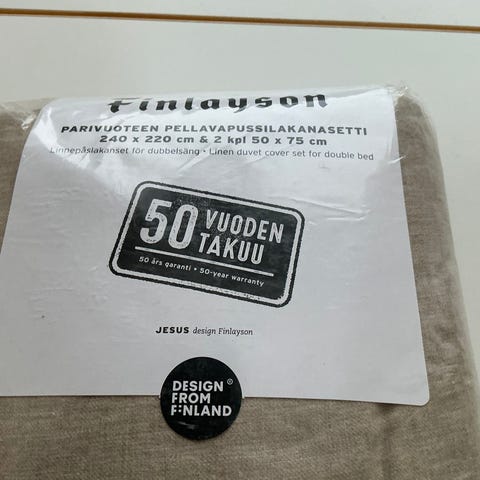 Finlayson
PARIVUOTEEN PELLAVAPUSSILAKANASETTI
240 x 220 cm & 2 kpl 50 x 75 cm
Linnepåslakanset för dubbelsäng • Linen duvet cover set for double bed
50 VUODEN
TAKUU
50 års garanti • 50-year warranty
JESUS design Finlayson
DESIGN ®
FROM
FINLAND